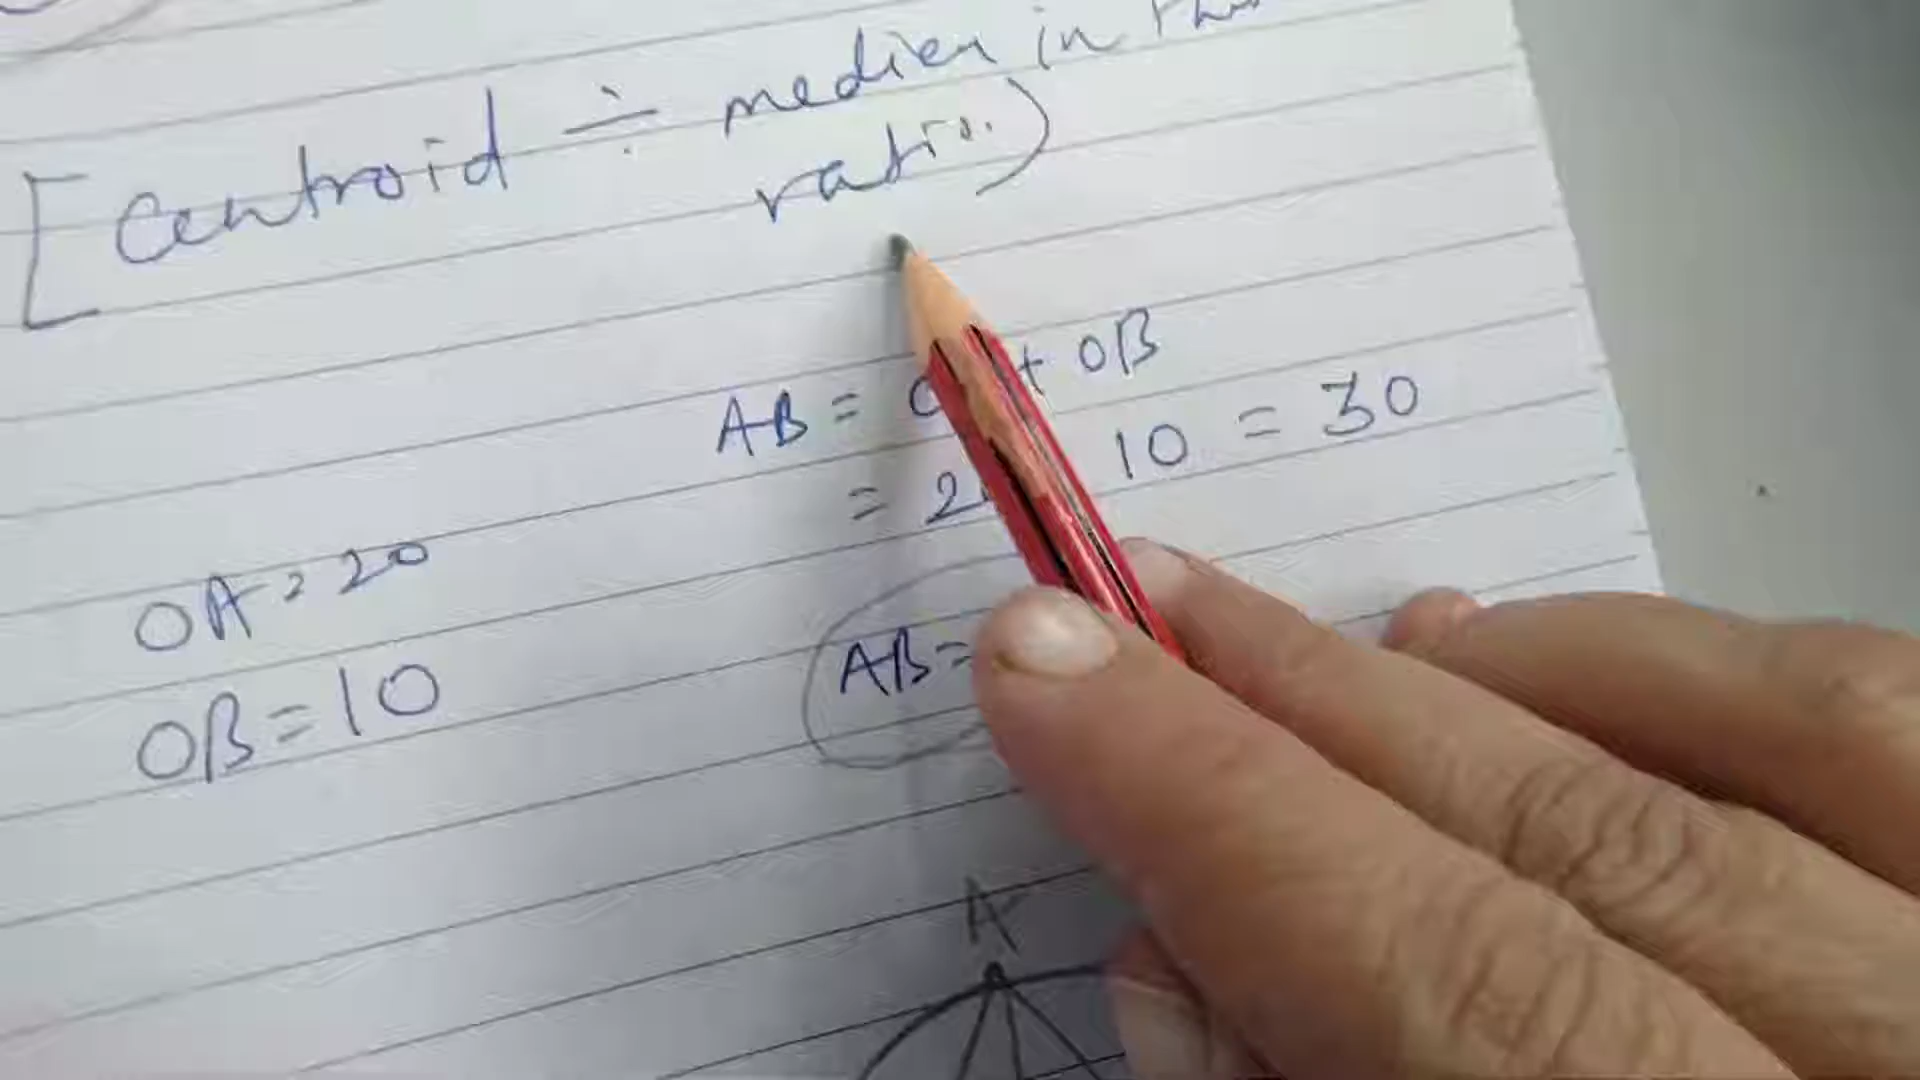 [Centroid ÷ median in
ratio)
AB = + OB
= 2 10 = 30
OA = 20
OB = 10
AB =
A